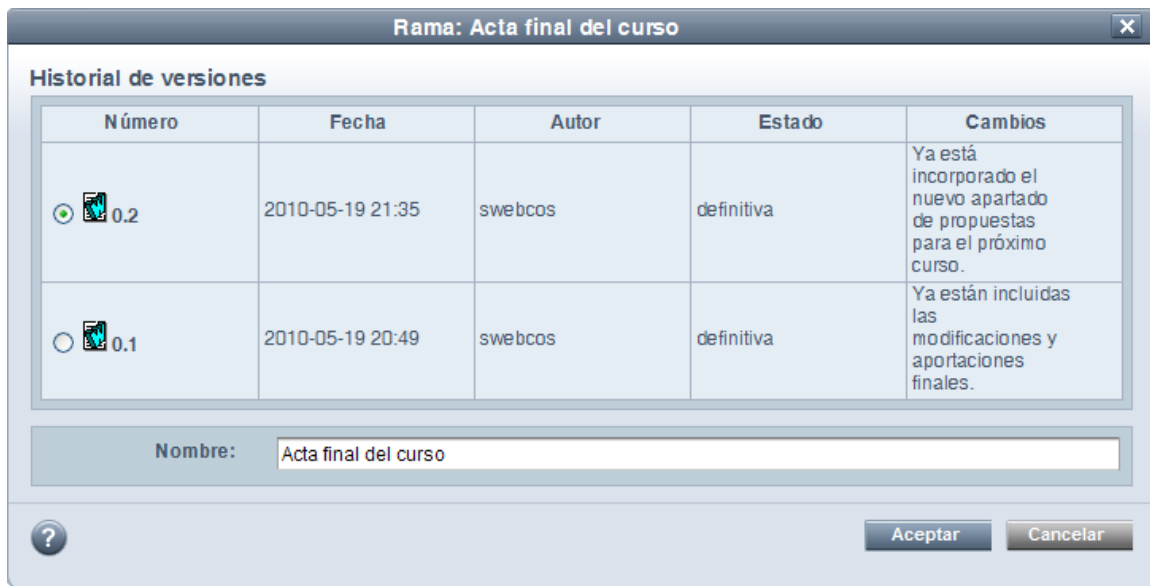 Rama: Acta final del curso
Historial de versiones
Número Fecha Autor Estado Cambios
0.2 2010-05-19 21:35 swebcos definitiva
Ya está
incorporado el
nuevo apartado
de propuestas
para el próximo
curso.
0.1 2010-05-19 20:49 swebcos definitiva
Ya están incluidas
las
modificaciones y
aportaciones
finales.
Nombre: Acta final del curso
?
Aceptar Cancelar